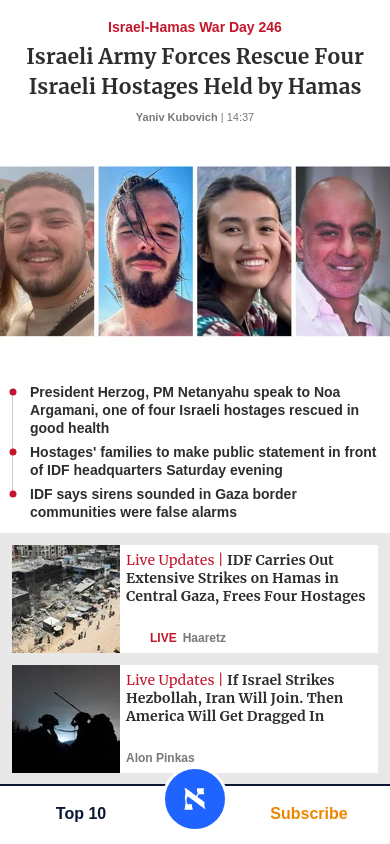 Israel-Hamas War Day 246
Israeli Army Forces Rescue Four
Israeli Hostages Held by Hamas
Yaniv Kubovich | 14:37
President Herzog, PM Netanyahu speak to Noa
Argamani, one of four Israeli hostages rescued in
good health
Hostages' families to make public statement in front
of IDF headquarters Saturday evening
IDF says sirens sounded in Gaza border
communities were false alarms
Live Updates | IDF Carries Out
Extensive Strikes on Hamas in
Central Gaza, Frees Four Hostages
LIVE Haaretz
Live Updates | If Israel Strikes
Hezbollah, Iran Will Join. Then
America Will Get Dragged In
Alon Pinkas
Top 10
Subscribe